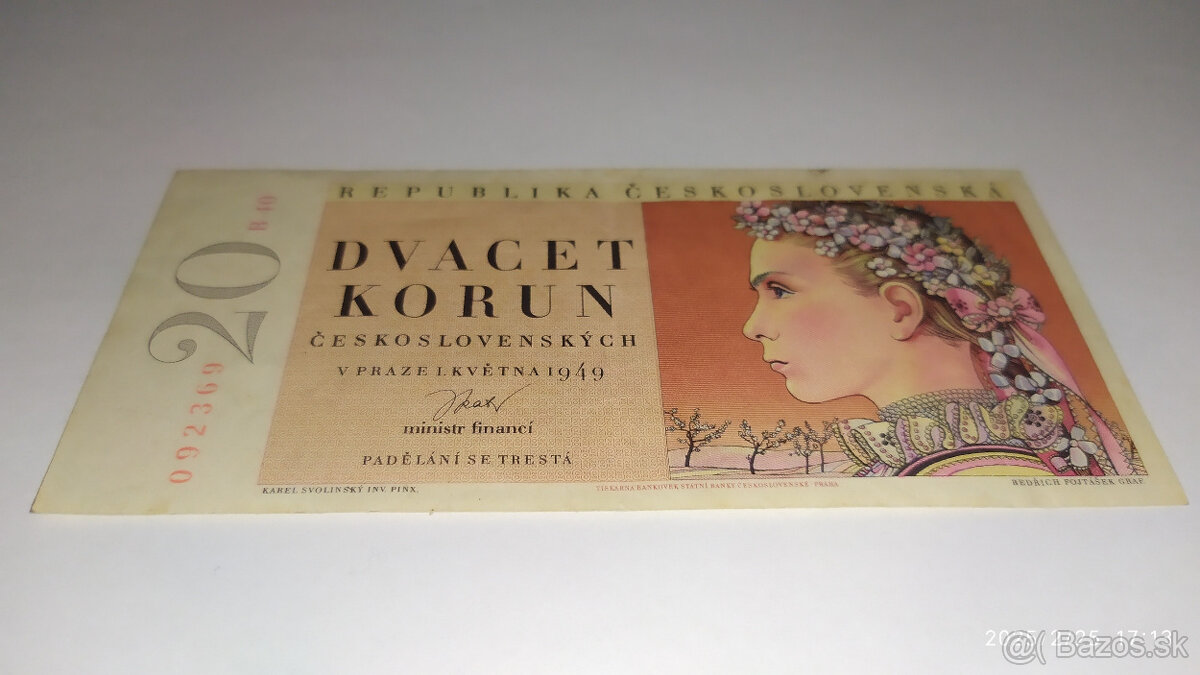 REPUBLIKA ČESKOSLOVENSKÁ
B 40
20
092369
DVACET
KORUN
ČESKOSLOVENSKÝCH
V PRAZE 1. KVĚTNA 1949
ministr financí
PADĚLÁNÍ SE TRESTÁ
KAREL SVOLINSKÝ INV. PINX.
TISKÁRNA BANKOVEK STÁTNÍ BANKY ČESKOSLOVENSKÉ - PRAHA
BEDŘICH FOJTÁŠEK GRAF.
@( Bazos.sk